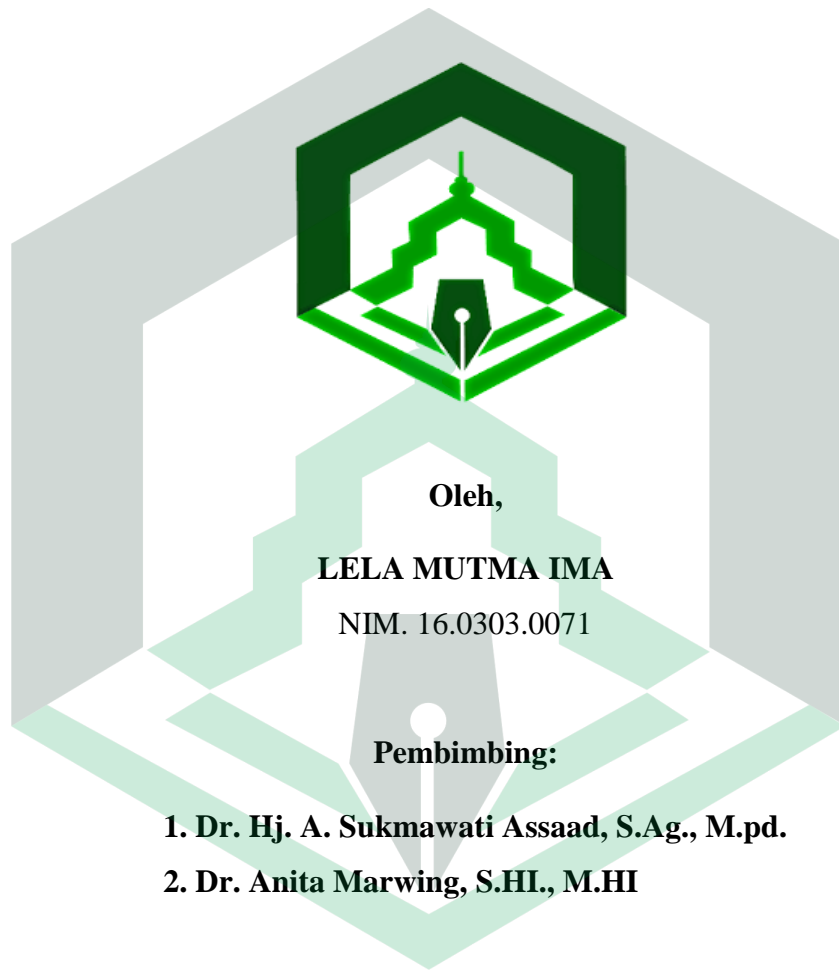 Oleh,
LELA MUTMA IMA
NIM. 16.0303.0071
Pembimbing:
1. Dr. Hj. A. Sukmawati Assaad, S.Ag., M.pd.
2. Dr. Anita Marwing, S.HI., M.HI